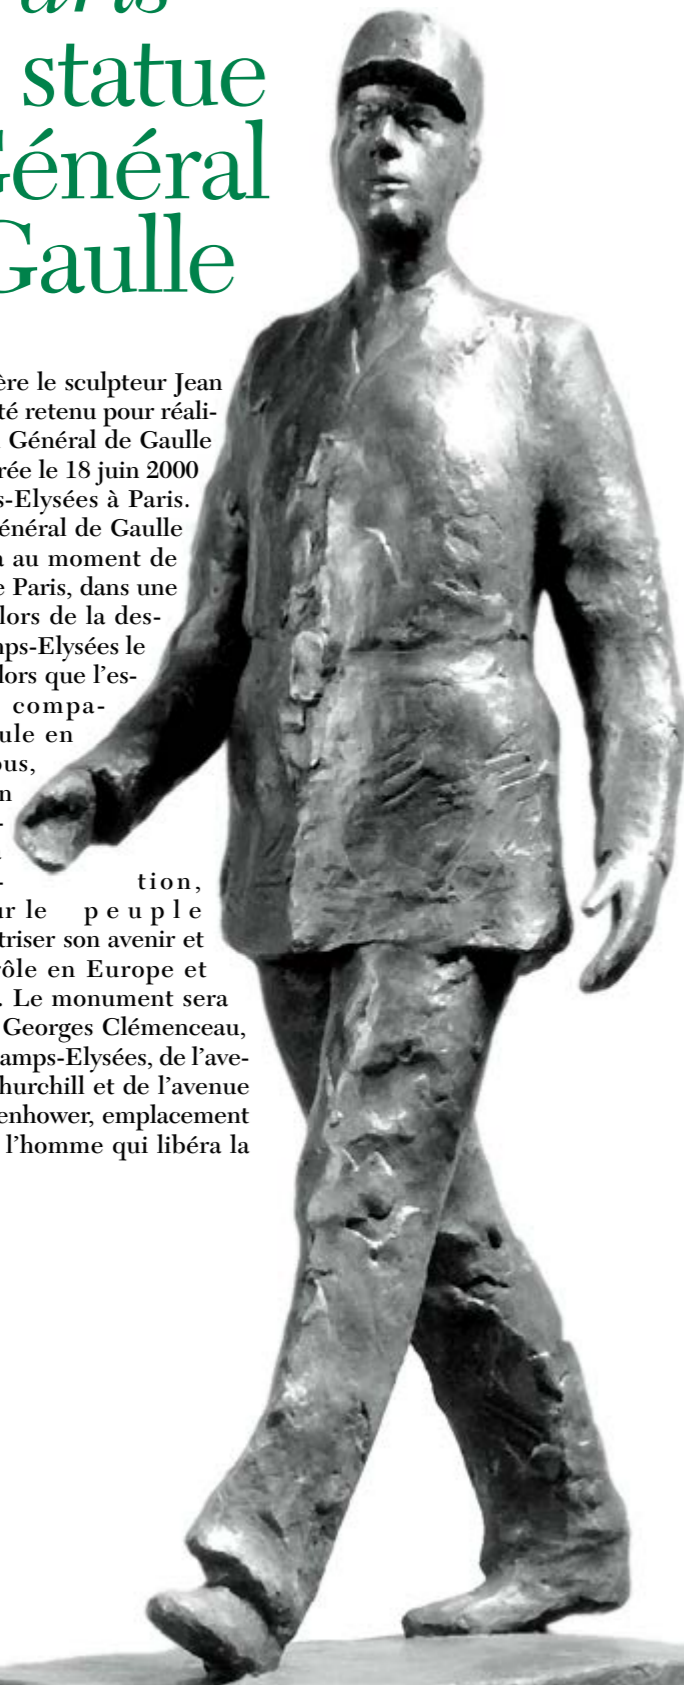 aris
statue
Général
Gaulle
ère le sculpteur Jean
té retenu pour réali-
Général de Gaulle
rée le 18 juin 2000
s-Elysées à Paris.
énéral de Gaulle
a au moment de
e Paris, dans une
lors de la des-
nps-Elysées le
lors que l'es-
compa-
ule en
ous,
n
-
-
tion,
ur le peuple
triser son avenir et
rôle en Europe et
. Le monument sera
Georges Clémenceau,
amps-Elysées, de l'ave-
hurchill et de l'avenue
enhower, emplacement
l'homme qui libéra la